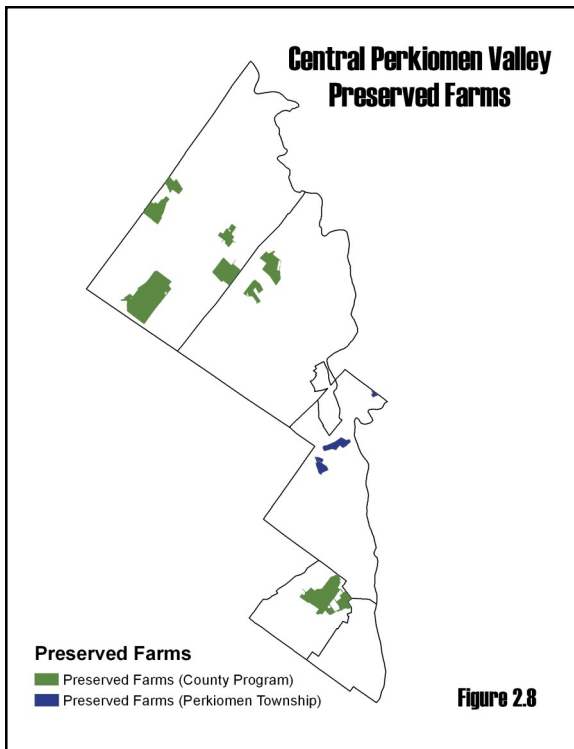 Central Perkiomen Valley
Preserved Farms
Preserved Farms
Preserved Farms (County Program)
Preserved Farms (Perkiomen Township)
Figure 2.8